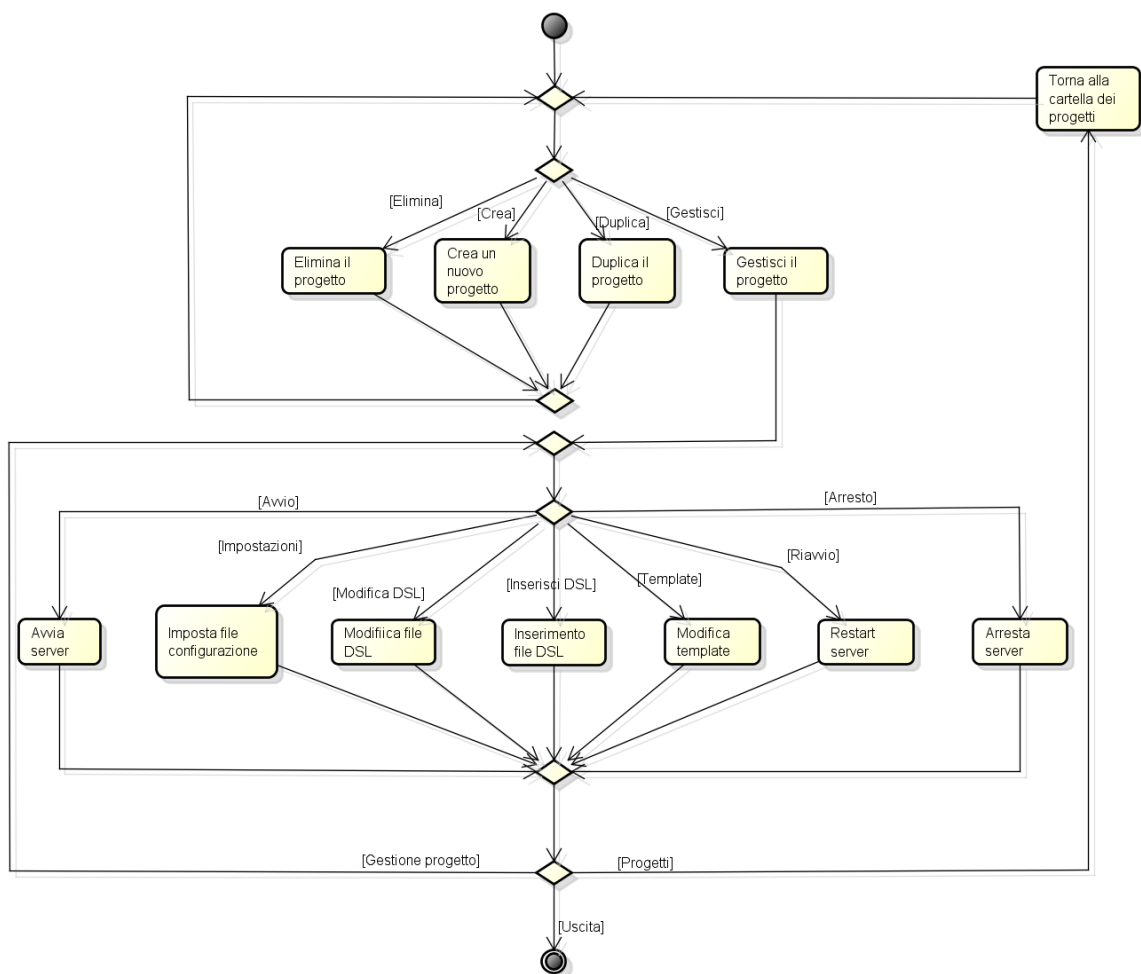 Torna alla
cartella dei
progetti
[Elimina]
[Crea]
[Duplica]
[Gestisci]
Elimina il
progetto
Crea un
nuovo
progetto
Duplica il
progetto
Gestisci il
progetto
[Avvio]
[Arresto]
[Impostazioni]
[Riavvio]
[Modifica DSL]
[Inserisci DSL]
[Template]
Avvia
server
Imposta file
configurazione
Modifiica file
DSL
Inserimento
file DSL
Modifica
template
Restart
server
Arresta
server
[Gestione progetto]
[Progetti]
[Uscita]